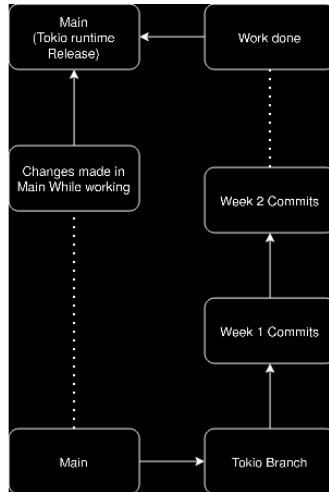 Main
(Tokio runtime
Release)
Work done
Changes made in
Main While working
Week 2 Commits
Week 1 Commits
Main
Tokio Branch